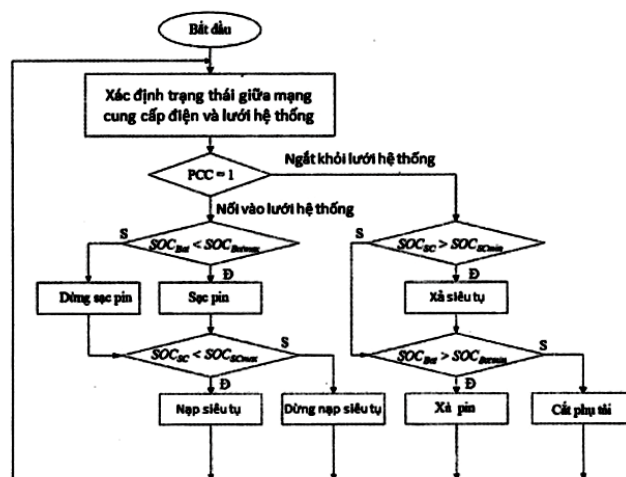 Bắt đầu
Xác định trạng thái giữa mạng
cung cấp điện và lưới hệ thống
PCC = 1
Ngắt khỏi lưới hệ thống
Nối vào lưới hệ thống
S
SOC_Bat < SOC_Batmax
Đ
Dừng sạc pin
Sạc pin
SOC_SC < SOC_SCmax
S
Đ
Nạp siêu tụ
Dừng nạp siêu tụ
SOC_SC > SOC_SCmin
S
Đ
Xả siêu tụ
SOC_Bat > SOC_Batmin
S
Đ
Xả pin
Cắt phụ tải